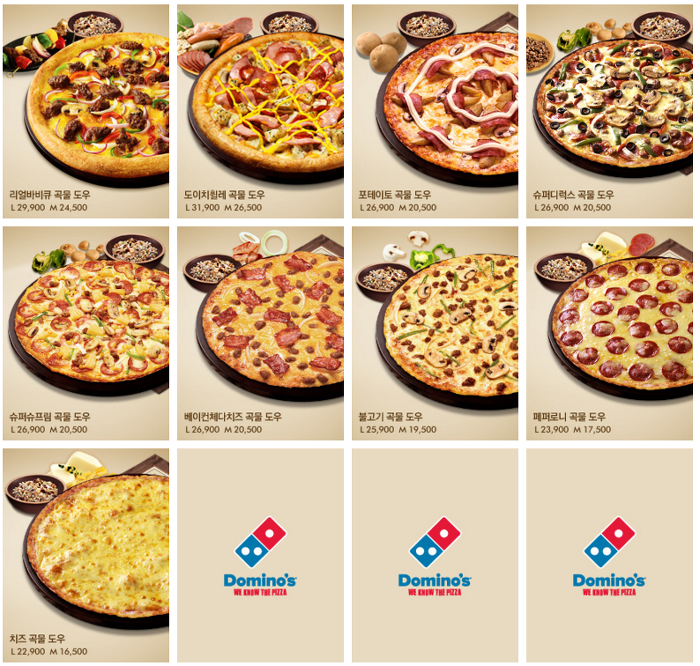 리얼바비큐 곡물 도우
L 29,900 M 24,500
도이치휠레 곡물 도우
L 31,900 M 26,500
포테이토 곡물 도우
L 26,900 M 20,500
슈퍼디럭스 곡물 도우
L 26,900 M 20,500
슈퍼슈프림 곡물 도우
L 26,900 M 20,500
베이컨체다치즈 곡물 도우
L 26,900 M 20,500
불고기 곡물 도우
L 25,900 M 19,500
페퍼로니 곡물 도우
L 23,900 M 17,500
치즈 곡물 도우
L 22,900 M 16,500
Domino's
WE KNOW THE PIZZA
Domino's
WE KNOW THE PIZZA
Domino's
WE KNOW THE PIZZA